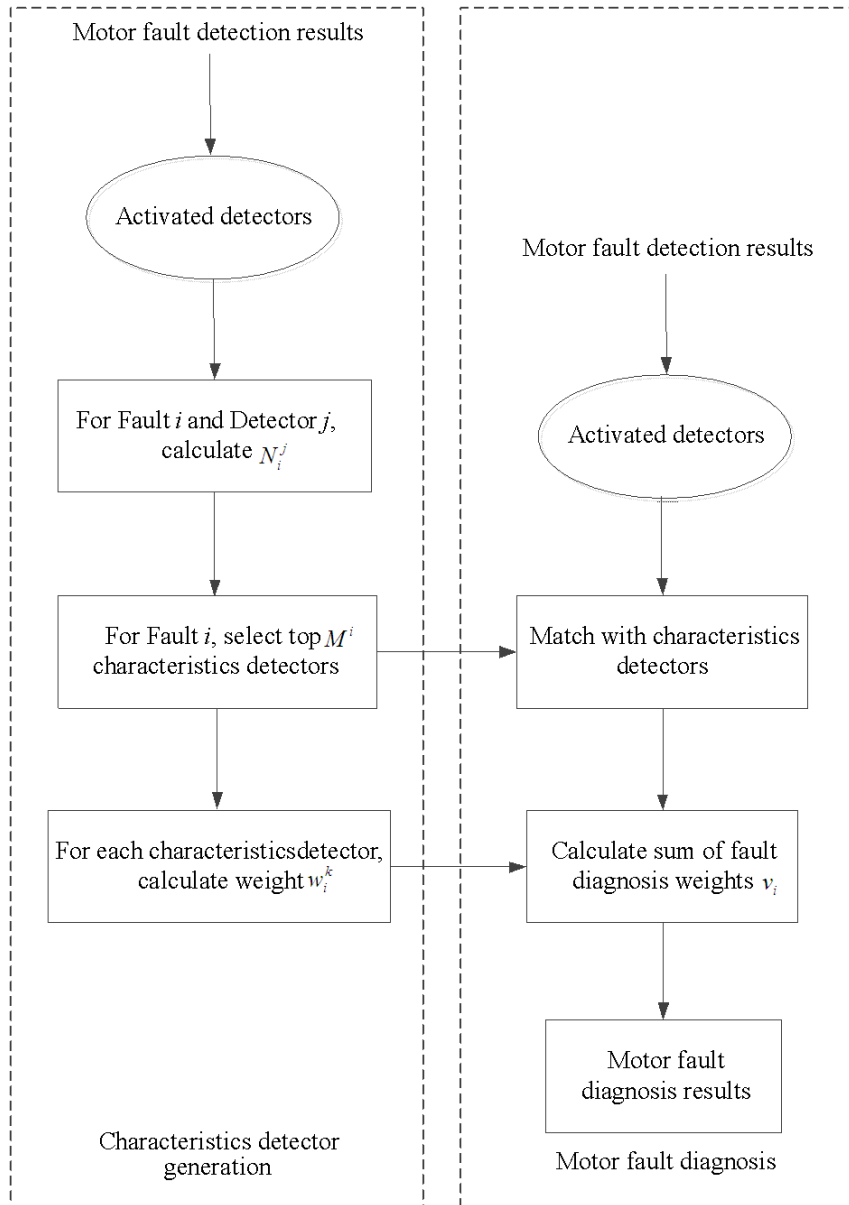 Motor fault detection results
Activated detectors
For Fault i and Detector j,
calculate N_i^j
For Fault i, select top M^i
characteristics detectors
For each characteristicsdetector,
calculate weight w_i^k
Characteristics detector
generation
Motor fault detection results
Activated detectors
Match with characteristics
detectors
Calculate sum of fault
diagnosis weights v_i
Motor fault
diagnosis results
Motor fault diagnosis